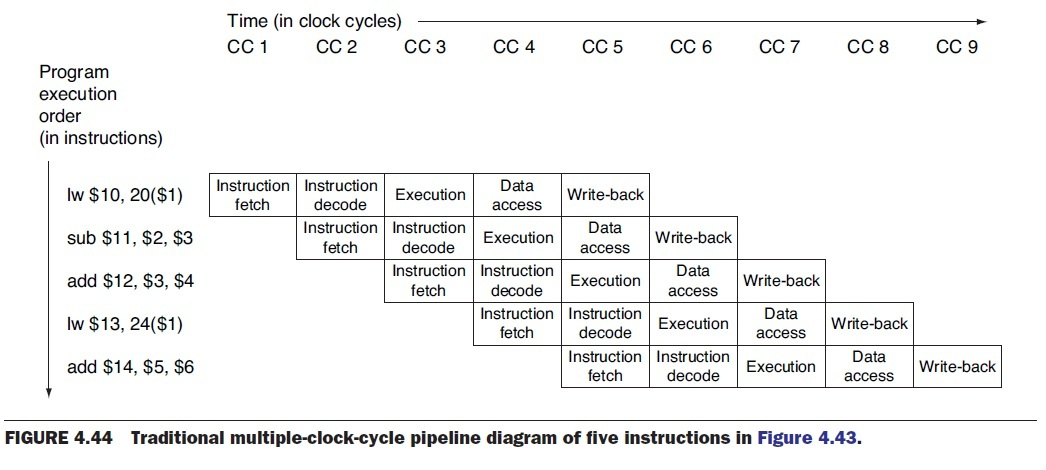 Time (in clock cycles)
CC 1 CC 2 CC 3 CC 4 CC 5 CC 6 CC 7 CC 8 CC 9
Program
execution
order
(in instructions)
lw $10, 20($1)
Instruction
fetch
Instruction
decode
Execution
Data
access
Write-back
sub $11, $2, $3
Instruction
fetch
Instruction
decode
Execution
Data
access
Write-back
add $12, $3, $4
Instruction
fetch
Instruction
decode
Execution
Data
access
Write-back
lw $13, 24($1)
Instruction
fetch
Instruction
decode
Execution
Data
access
Write-back
add $14, $5, $6
Instruction
fetch
Instruction
decode
Execution
Data
access
Write-back
FIGURE 4.44 Traditional multiple-clock-cycle pipeline diagram of five instructions in Figure 4.43.